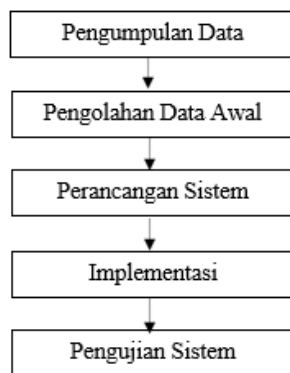 Pengumpulan Data
Pengolahan Data Awal
Perancangan Sistem
Implementasi
Pengujian Sistem